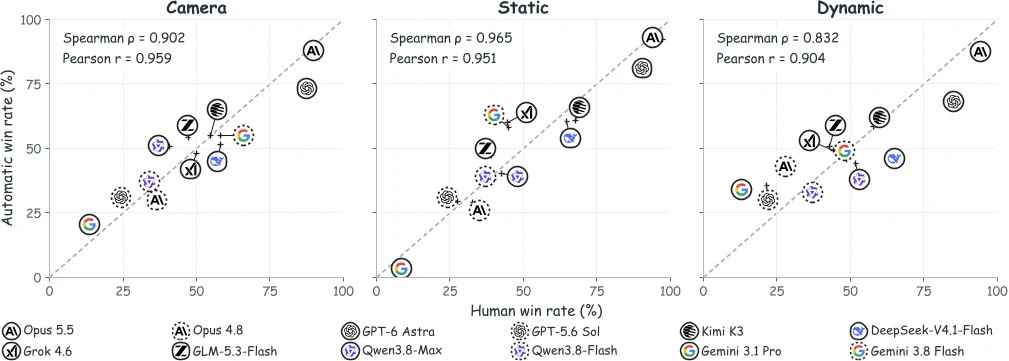 Camera
Static
Dynamic
Spearman ρ = 0.902
Pearson r = 0.959
Spearman ρ = 0.965
Pearson r = 0.951
Spearman ρ = 0.832
Pearson r = 0.904
Automatic win rate (%)
100
75
50
25
0
0 25 50 75 100
0 25 50 75 100
0 25 50 75 100
Human win rate (%)
Opus 5.5
Opus 4.8
GPT-6 Astra
GPT-5.6 Sol
Kimi K3
DeepSeek-V4.1-Flash
Grok 4.6
GLM-5.3-Flash
Qwen3.8-Max
Qwen3.8-Flash
Gemini 3.1 Pro
Gemini 3.8 Flash